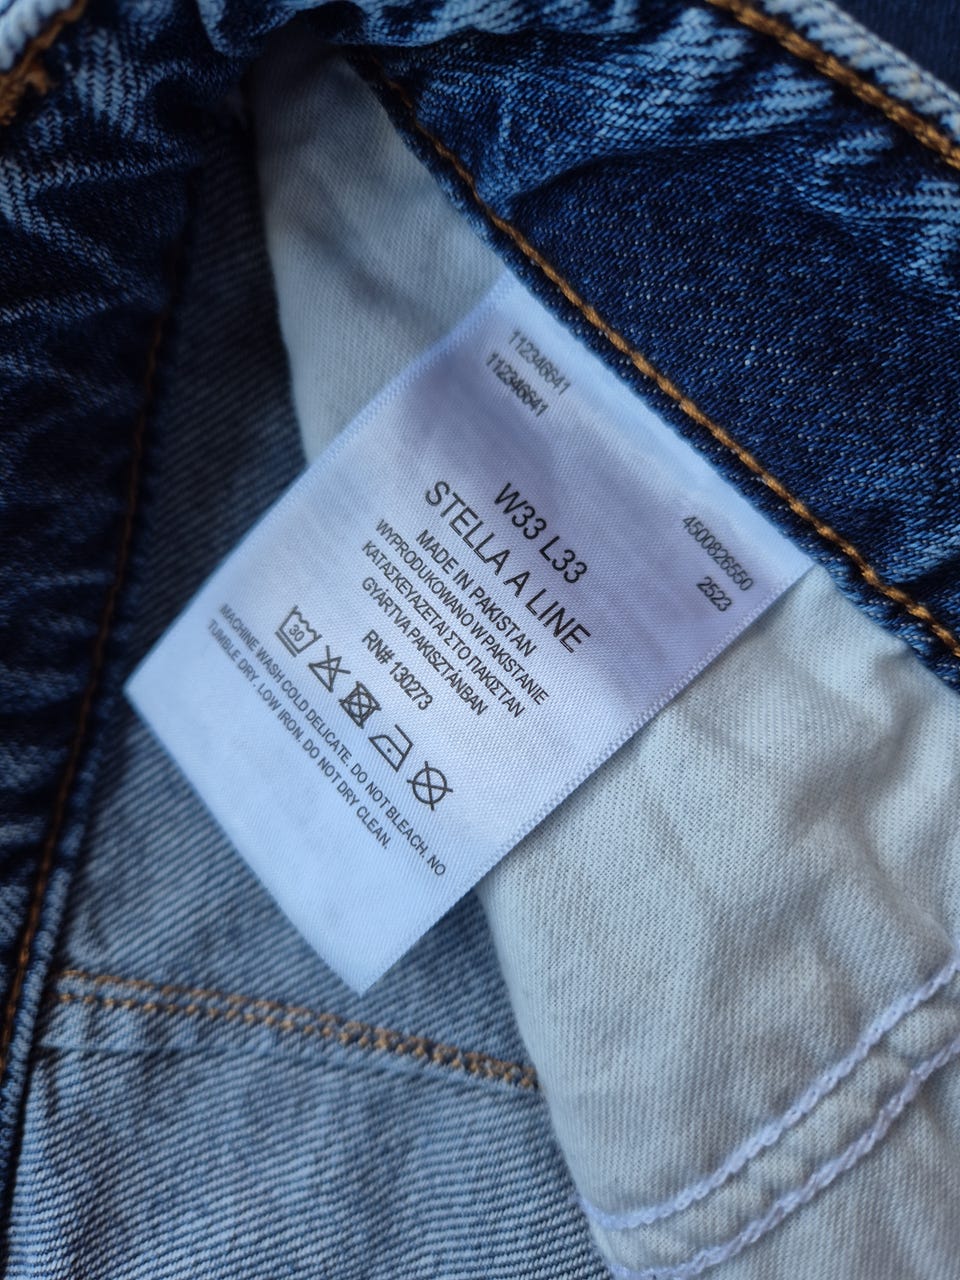 112346641
112346641
4500826550
2523
W33 L33
STELLA A LINE
MADE IN PAKISTAN
WYPRODUKOWANO W PAKISTANIE
ΚΑΤΑΣΚΕΥΑΖΕΤΑΙ ΣΤΟ ΠΑΚΙΣΤΑΝ
GYÁRTVA PAKISZTÁNBAN
RN# 130273
30
MACHINE WASH COLD DELICATE. DO NOT BLEACH. NO
TUMBLE DRY. LOW IRON. DO NOT DRY CLEAN.